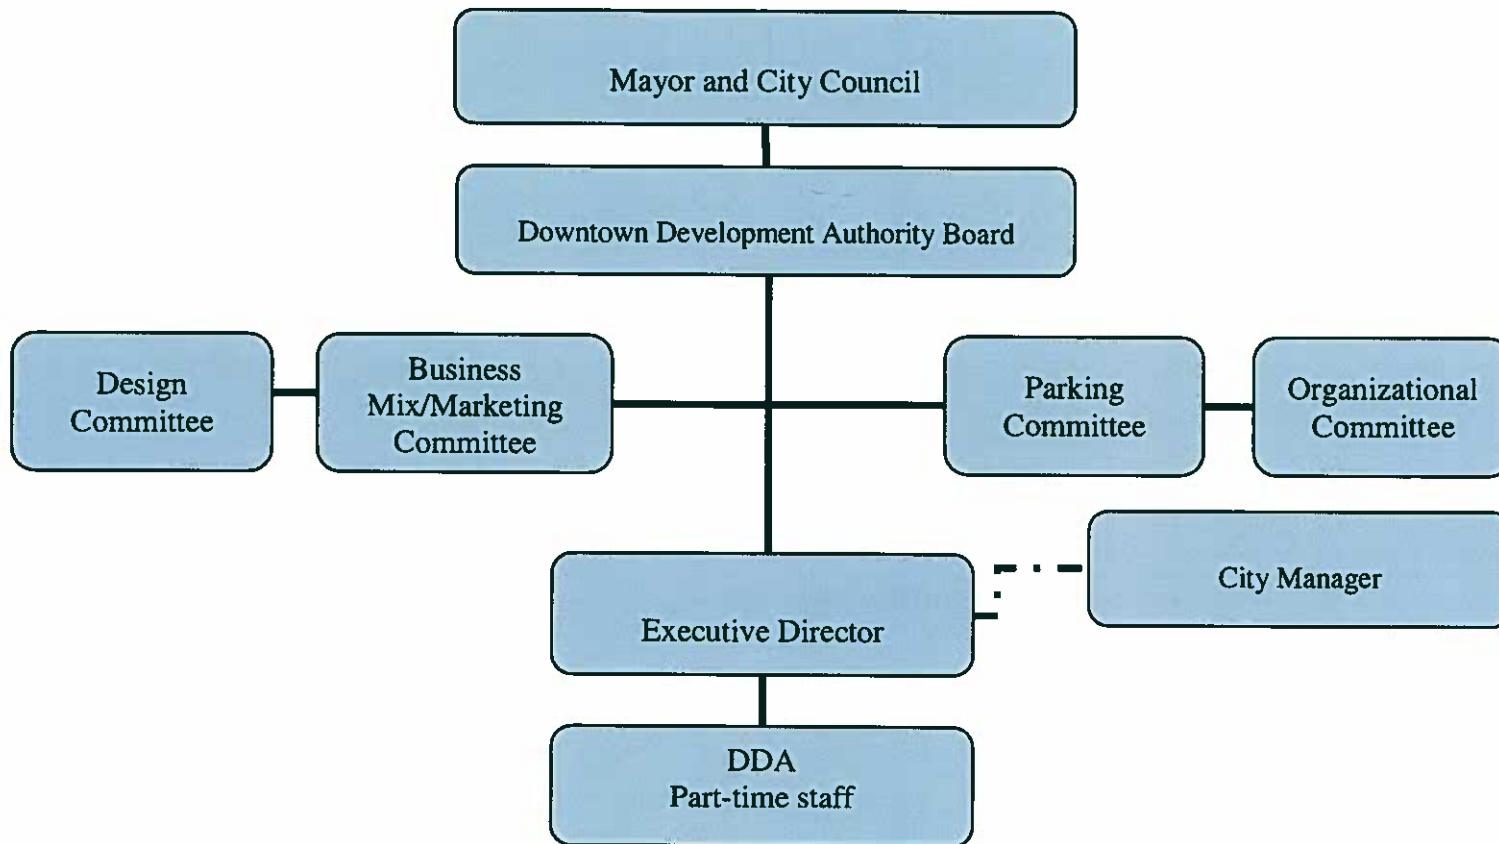 Mayor and City Council
Downtown Development Authority Board
Design
Committee
Business
Mix/Marketing
Committee
Parking
Committee
Organizational
Committee
City Manager
Executive Director
DDA
Part-time staff